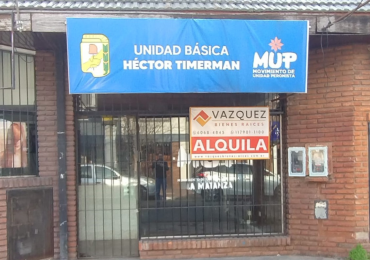 UNIDAD BÁSICA
HÉCTOR TIMERMAN
MUP
MOVIMIENTO DE
UNIDAD PERONISTA
VAZQUEZ
BIENES RAICES
ALQUILA
LA MATANZA